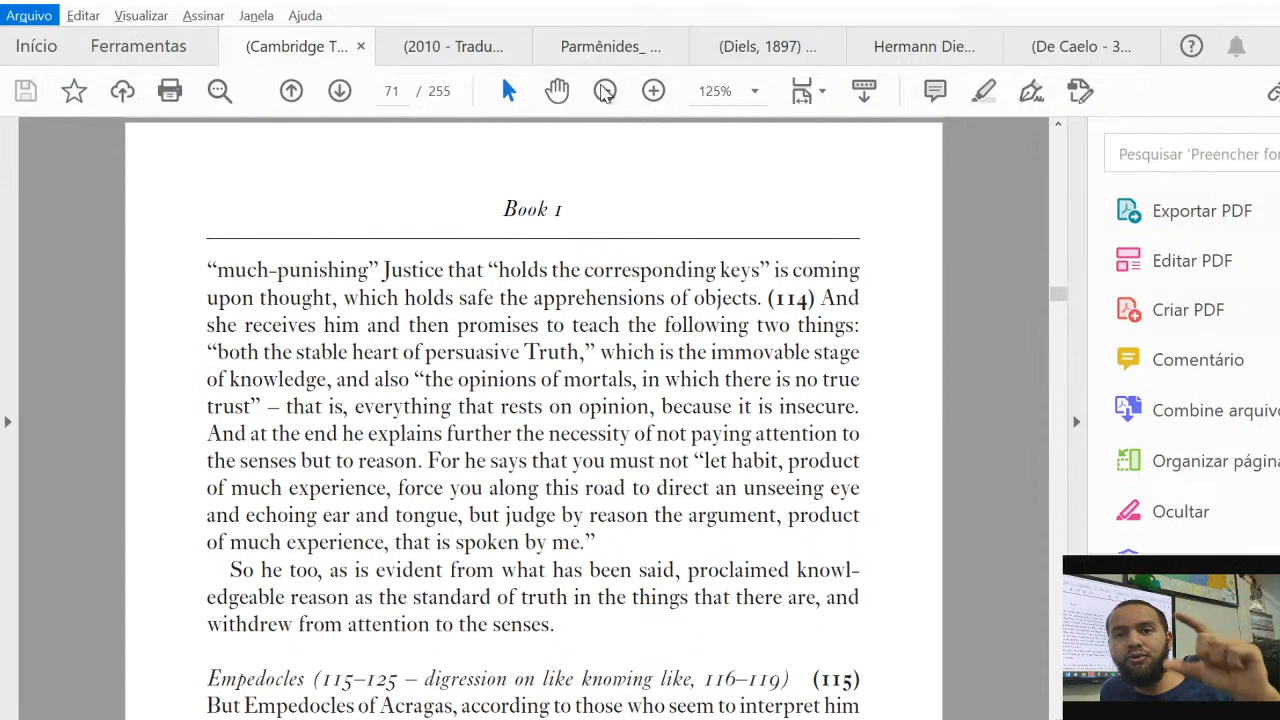 Arquivo Editar Visualizar Assinar Janela Ajuda
Início Ferramentas (Cambridge T... × (2010 - Tradu... Parmênides_ ... (Diels, 1897) ... Hermann Die... (De Caelo - 3...
71 / 255 125%
Pesquisar 'Preencher for
Book 1
“much-punishing” Justice that “holds the corresponding keys” is coming
upon thought, which holds safe the apprehensions of objects. (114) And
she receives him and then promises to teach the following two things:
“both the stable heart of persuasive Truth,” which is the immovable stage
of knowledge, and also “the opinions of mortals, in which there is no true
trust” – that is, everything that rests on opinion, because it is insecure.
And at the end he explains further the necessity of not paying attention to
the senses but to reason. For he says that you must not “let habit, product
of much experience, force you along this road to direct an unseeing eye
and echoing ear and tongue, but judge by reason the argument, product
of much experience, that is spoken by me.”
So he too, as is evident from what has been said, proclaimed knowl-
edgeable reason as the standard of truth in the things that there are, and
withdrew from attention to the senses.
Empedocles (115–125 – digression on like knowing like, 116–119) (115)
But Empedocles of Acragas, according to those who seem to interpret him
Exportar PDF
Editar PDF
Criar PDF
Comentário
Combine arquivo
Organizar página
Ocultar